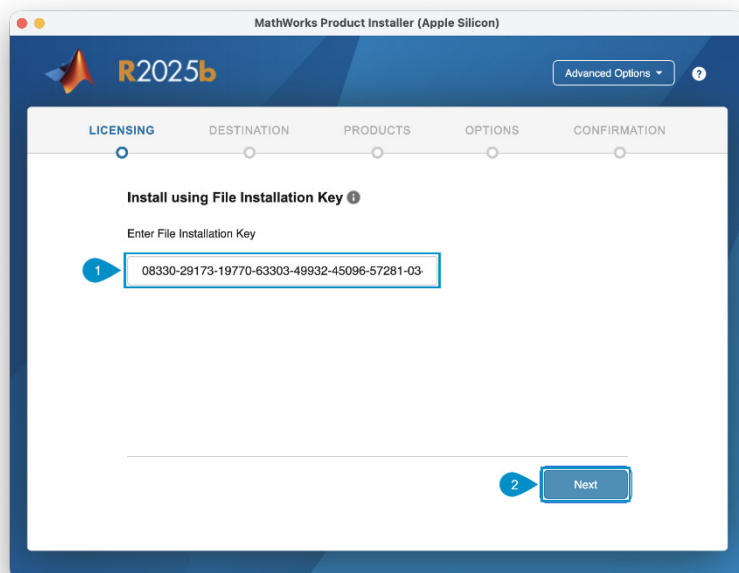 MathWorks Product Installer (Apple Silicon)
R2025b
Advanced Options
?
LICENSING DESTINATION PRODUCTS OPTIONS CONFIRMATION
Install using File Installation Key i
Enter File Installation Key
1 08330-29173-19770-63303-49932-45096-57281-03-
2 Next